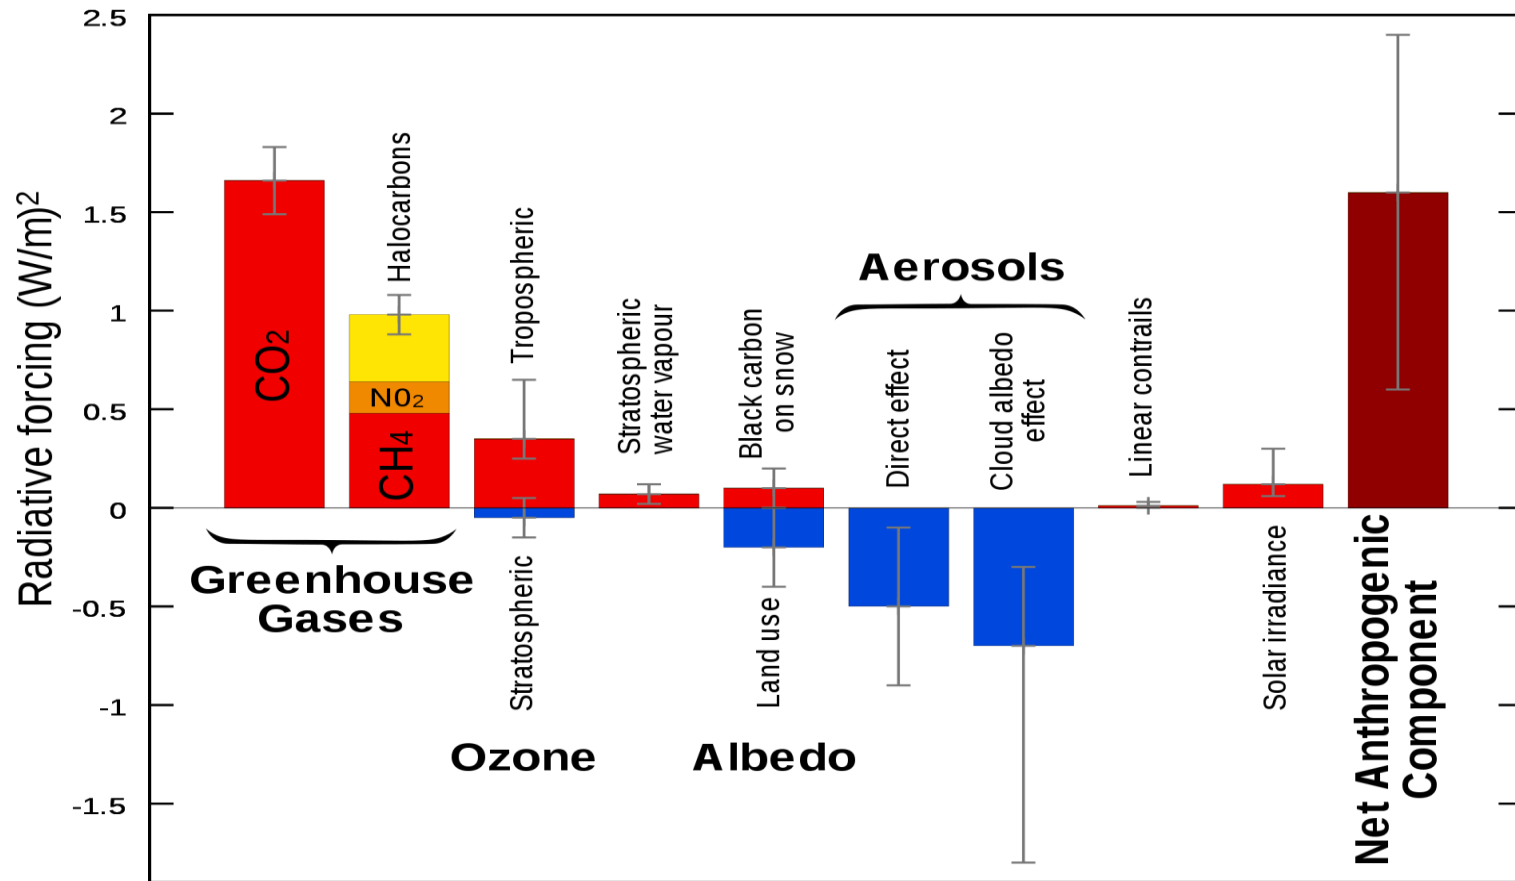 2.5
2
1.5
1
0.5
0
-0.5
-1
-1.5
Radiative forcing (W/m)²
CO₂
Halocarbons
N0₂
CH₄
Greenhouse
Gases
Tropospheric
Stratospheric
Ozone
Stratospheric
water vapour
Black carbon
on snow
Land use
Albedo
Aerosols
Direct effect
Cloud albedo
effect
Linear contrails
Solar irradiance
Net Anthropogenic
Component